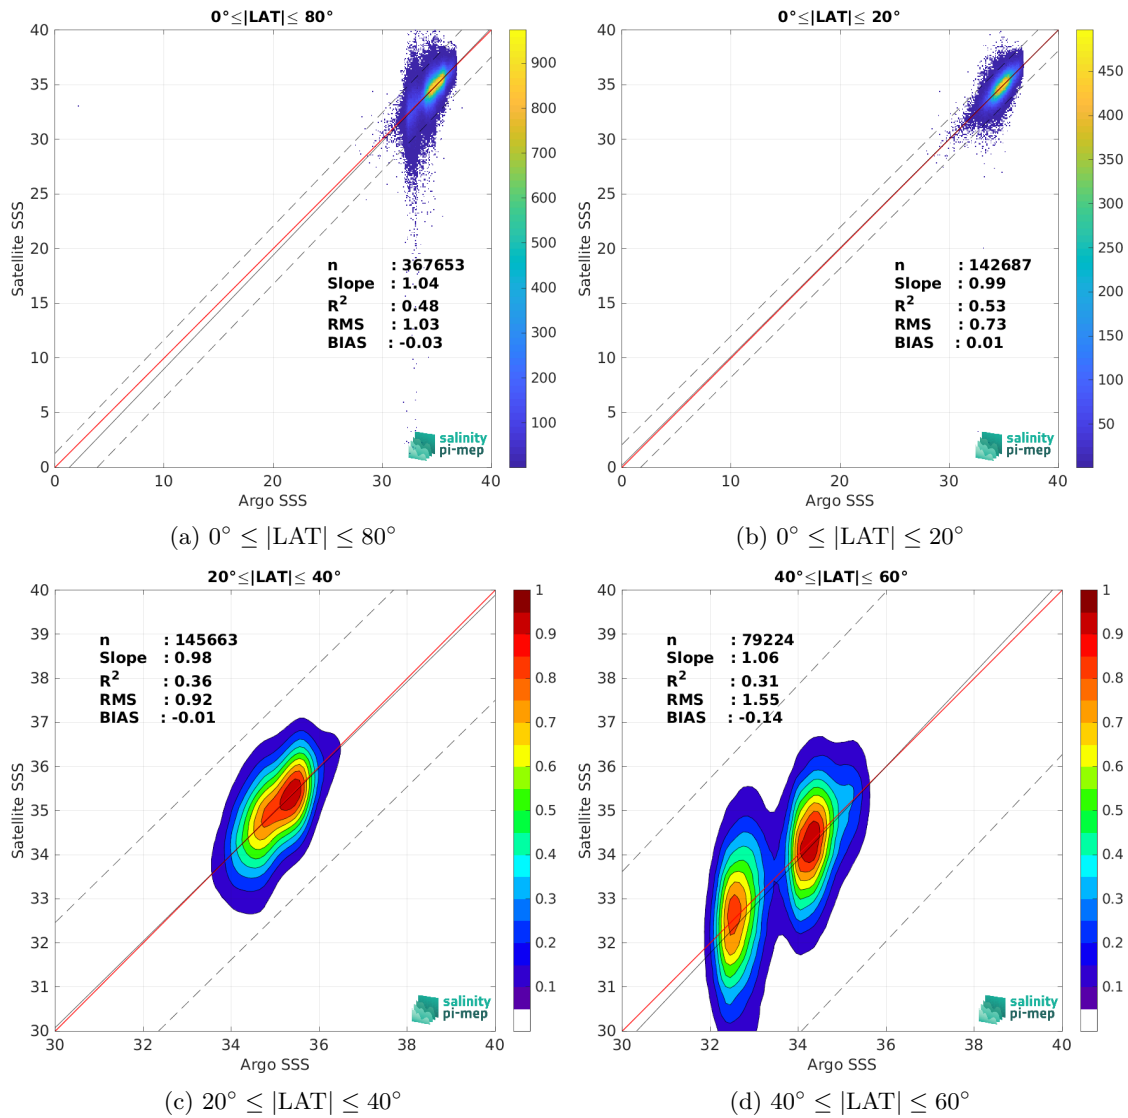 0°≤|LAT|≤ 80°
40
35
30
25
20
15
10
5
0
Satellite SSS
0
10
20
30
40
Argo SSS
n : 367653
Slope : 1.04
R² : 0.48
RMS : 1.03
BIAS : -0.03
salinity
pi-mep
900
800
700
600
500
400
300
200
100
(a) 0° ≤ |LAT| ≤ 80°
0°≤|LAT|≤ 20°
40
35
30
25
20
15
10
5
0
Satellite SSS
0
10
20
30
40
Argo SSS
n : 142687
Slope : 0.99
R² : 0.53
RMS : 0.73
BIAS : 0.01
salinity
pi-mep
450
400
350
300
250
200
150
100
50
(b) 0° ≤ |LAT| ≤ 20°
20°≤|LAT|≤ 40°
40
39
38
37
36
35
34
33
32
31
30
Satellite SSS
30
32
34
36
38
40
Argo SSS
n : 145663
Slope : 0.98
R² : 0.36
RMS : 0.92
BIAS : -0.01
salinity
pi-mep
1
0.9
0.8
0.7
0.6
0.5
0.4
0.3
0.2
0.1
(c) 20° ≤ |LAT| ≤ 40°
40°≤|LAT|≤ 60°
40
39
38
37
36
35
34
33
32
31
30
Satellite SSS
30
32
34
36
38
40
Argo SSS
n : 79224
Slope : 1.06
R² : 0.31
RMS : 1.55
BIAS : -0.14
salinity
pi-mep
1
0.9
0.8
0.7
0.6
0.5
0.4
0.3
0.2
0.1
(d) 40° ≤ |LAT| ≤ 60°